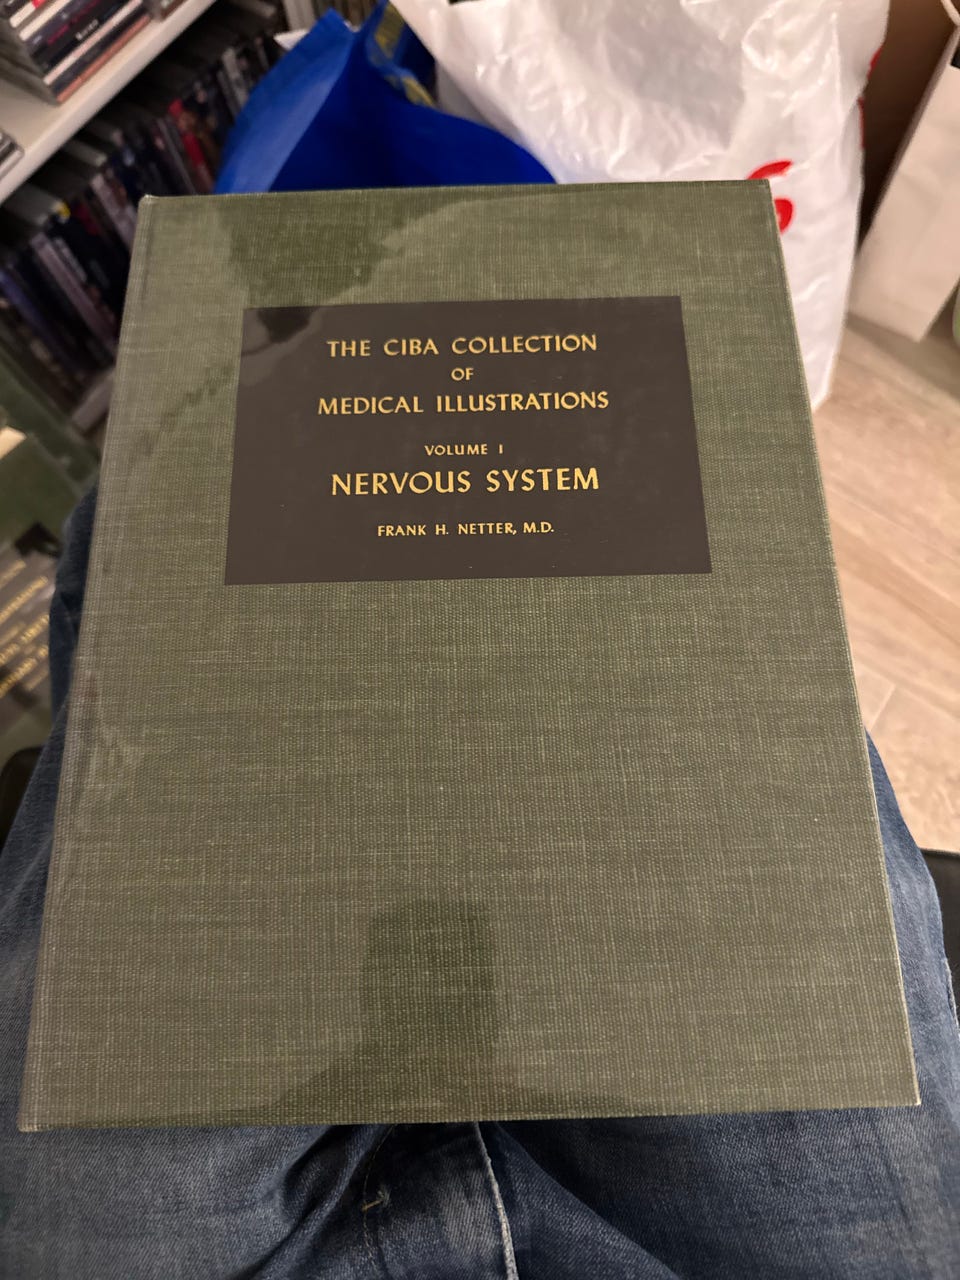 THE CIBA COLLECTION
OF
MEDICAL ILLUSTRATIONS
VOLUME I
NERVOUS SYSTEM
FRANK H. NETTER, M.D.